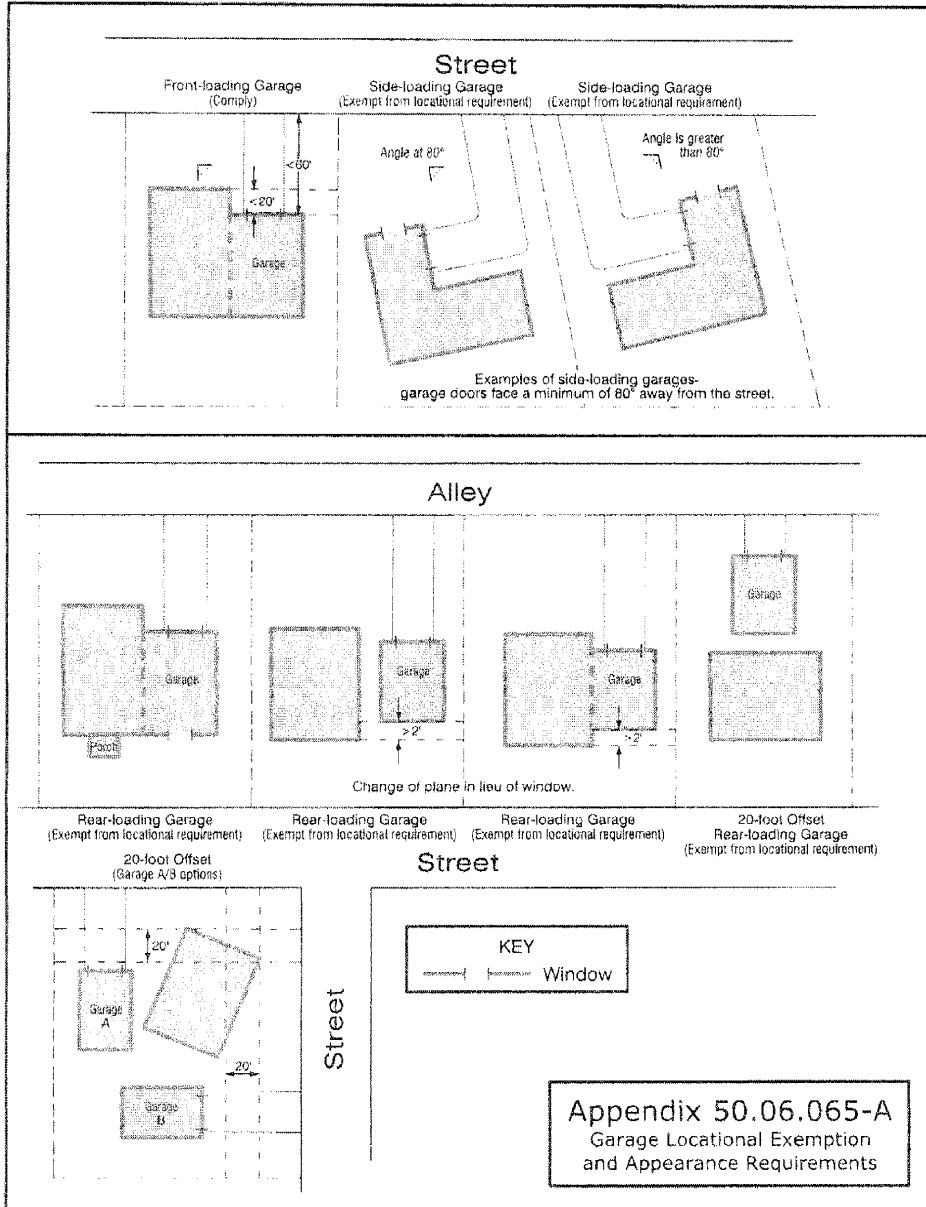 Street
Front-loading Garage
(Comply)
Side-loading Garage
(Exempt from locational requirement)
Side-loading Garage
(Exempt from locational requirement)
Angle at 80°
Angle is greater
than 80°
<60'
<20'
Garage
Examples of side-loading garages-
garage doors face a minimum of 80° away from the street.
Alley
Garage
Porch
Garage
>2'
Garage
>2'
Garage
Change of plane in lieu of window.
Rear-loading Garage
(Exempt from locational requirement)
Rear-loading Garage
(Exempt from locational requirement)
Rear-loading Garage
(Exempt from locational requirement)
20-foot Offset
Rear-loading Garage
(Exempt from locational requirement)
20-foot Offset
(Garage A/B options)
Street
20'
Garage
A
20'
Garage
B
Street
KEY
Window
Appendix 50.06.065-A
Garage Locational Exemption
and Appearance Requirements